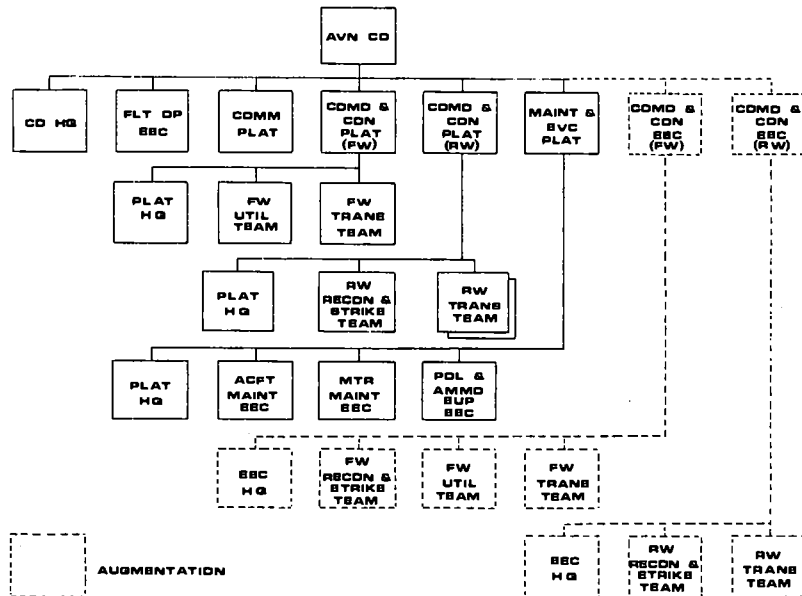 AVN CO
CO HQ
FLT OP
SEC
COMM
PLAT
COMD &
CON
PLAT
(FW)
COMD &
CON
PLAT
(RW)
MAINT &
SVC
PLAT
COMD &
CON
SEC
(FW)
COMD &
CON
SEC
(RW)
PLAT
HQ
FW
UTIL
TEAM
FW
TRANS
TEAM
PLAT
HQ
RW
RECON &
STRIKE
TEAM
RW
TRANS
TEAM
PLAT
HQ
ACFT
MAINT
SEC
MTR
MAINT
SEC
POL &
AMMO
SUP
SEC
SEC
HQ
FW
RECON &
STRIKE
TEAM
FW
UTIL
TEAM
FW
TRANS
TEAM
SEC
HQ
RW
RECON &
STRIKE
TEAM
RW
TRANS
TEAM
AUGMENTATION